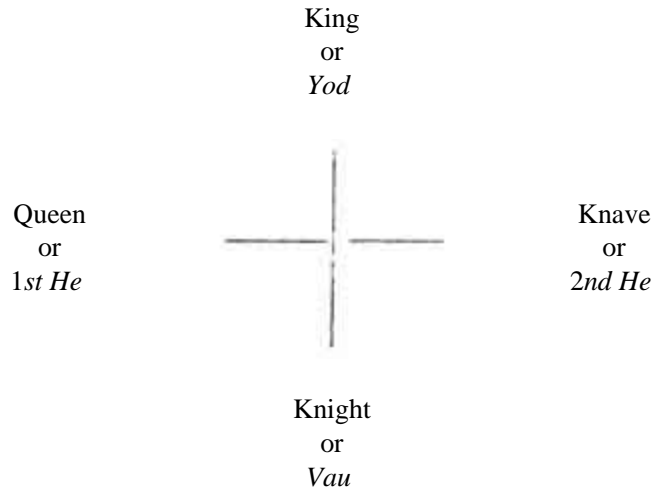 King
or
Yod
Queen
or
1st He
Knave
or
2nd He
Knight
or
Vau